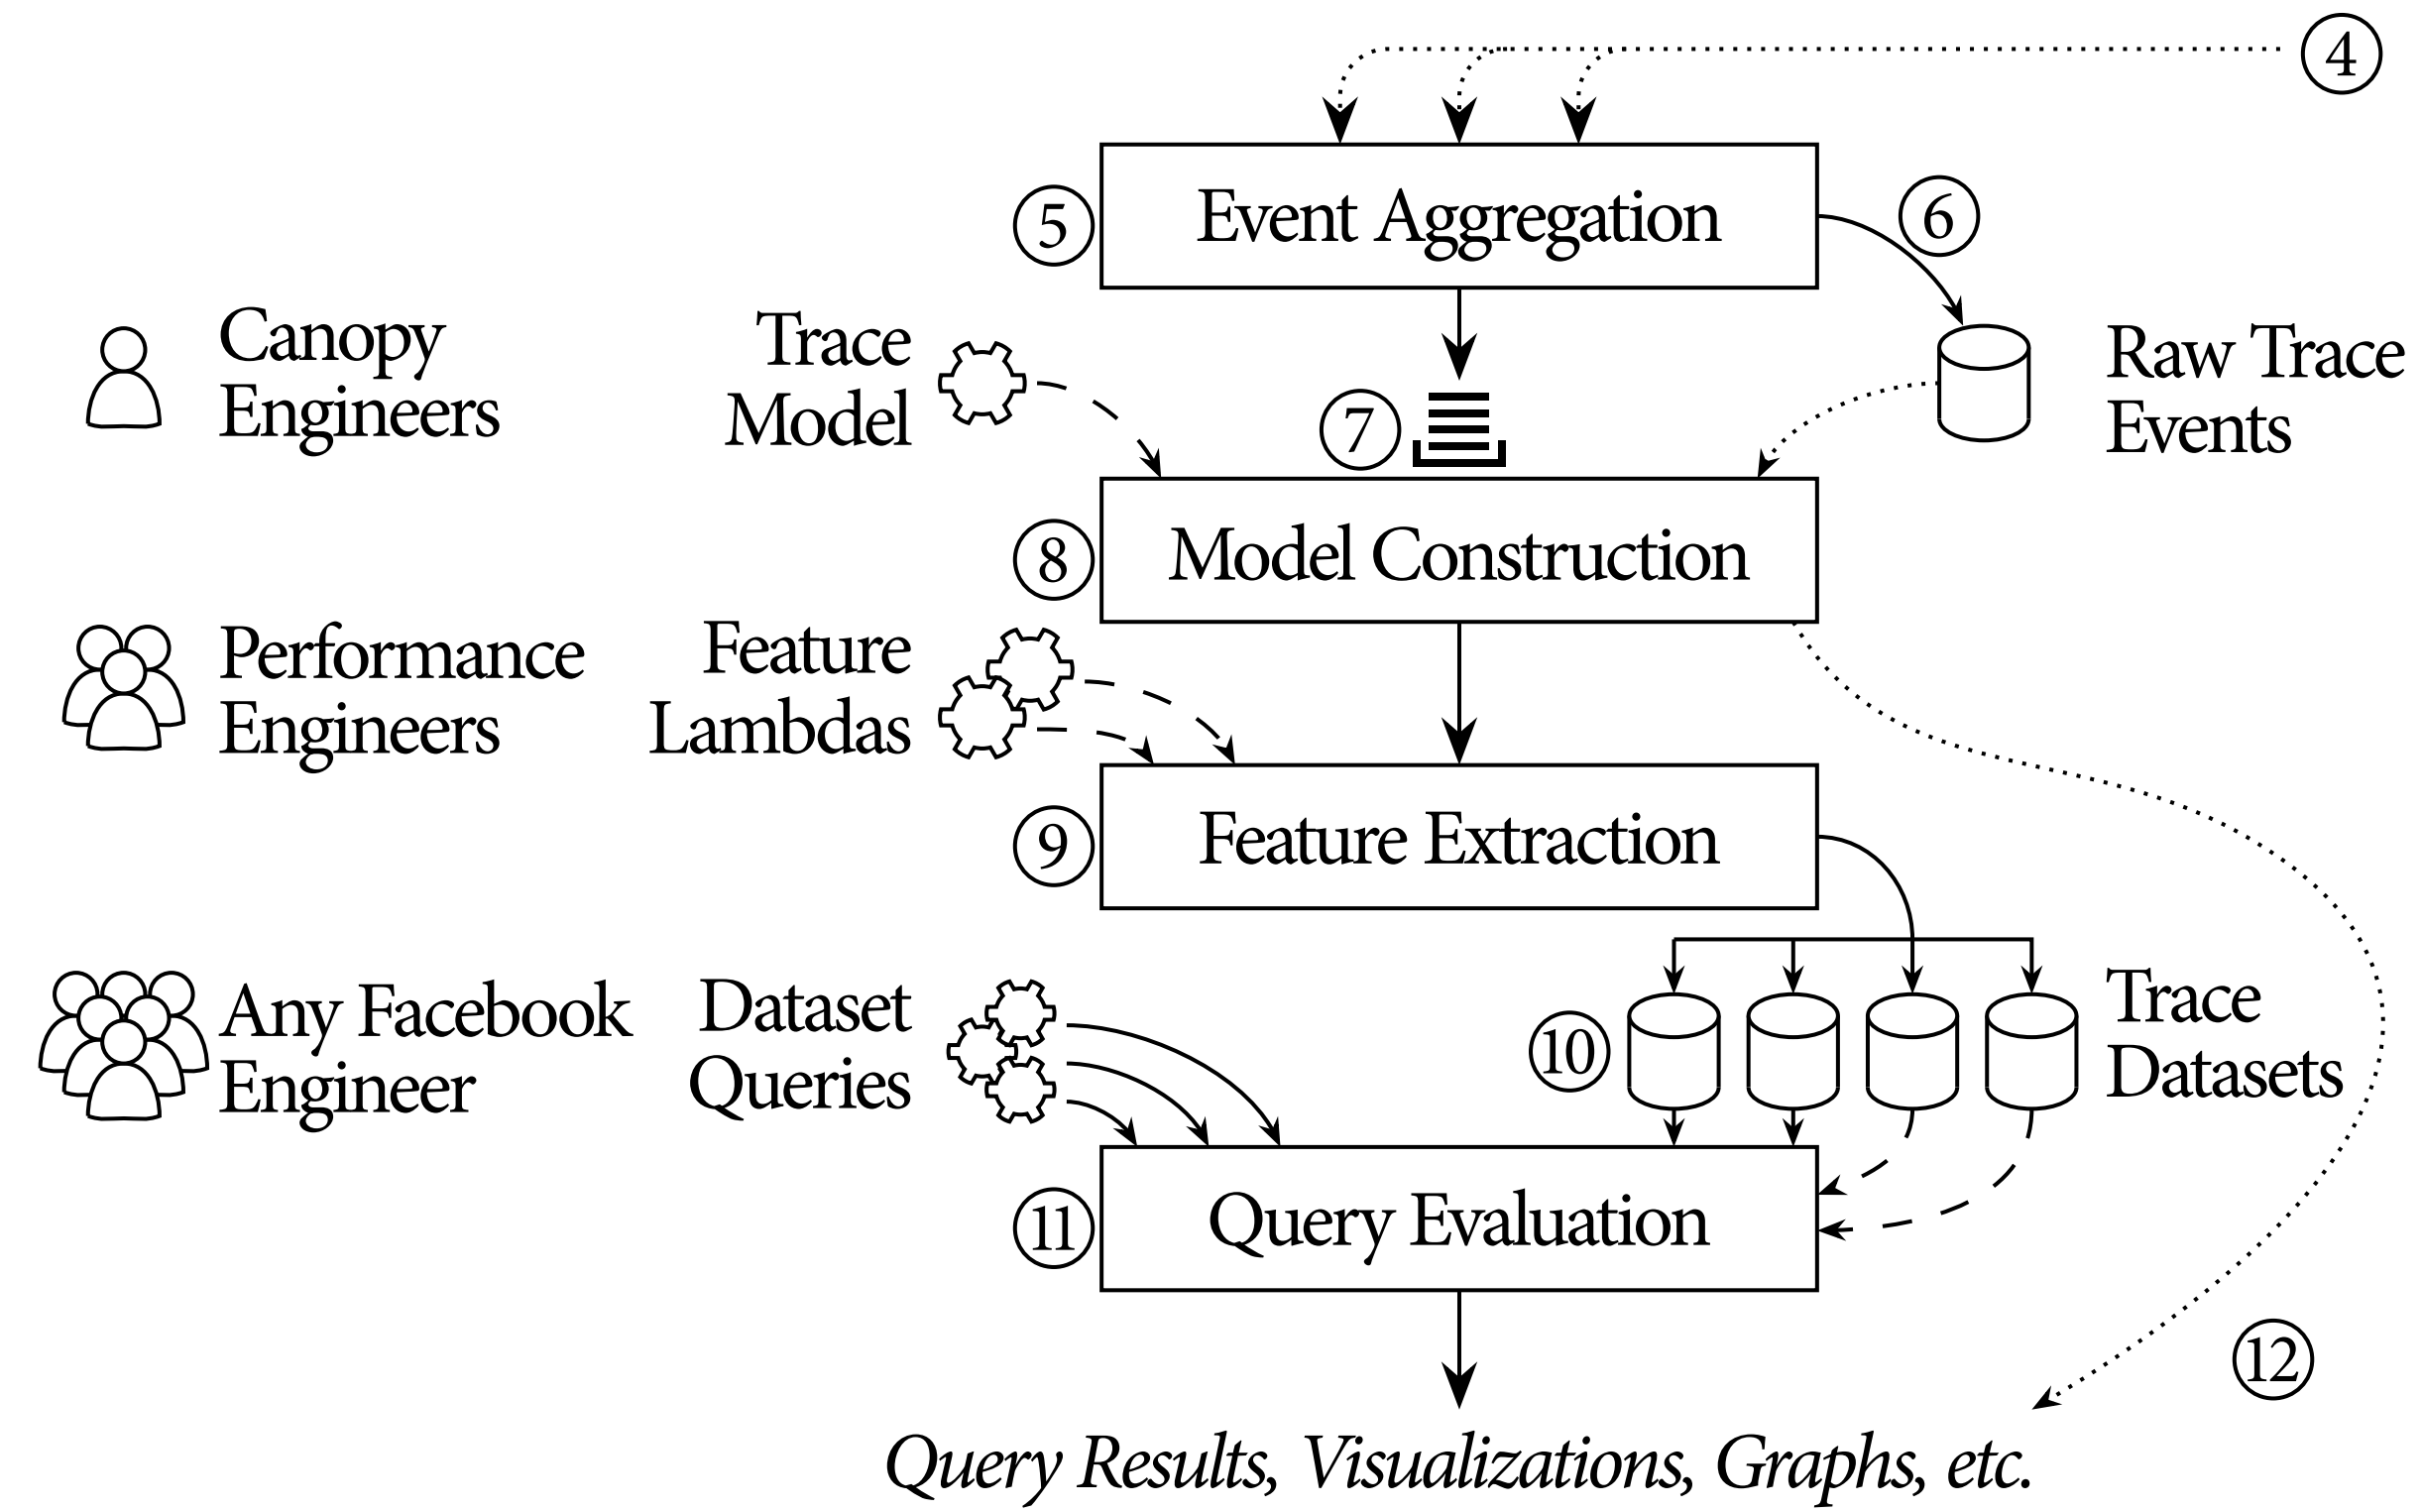 ④
⑤
Event Aggregation
⑥
Canopy
Engineers
Trace
Model
⑦
Raw Trace
Events
⑧
Model Construction
Performance
Engineers
Feature
Lambdas
⑨
Feature Extraction
Any Facebook
Engineer
Dataset
Queries
⑩
Trace
Datasets
⑪
Query Evaluation
⑫
Query Results, Visualizations, Graphs, etc.